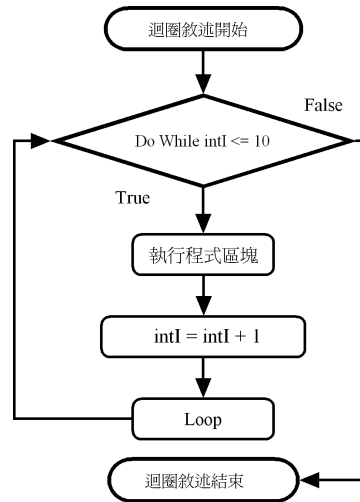 迴圈敘述開始
False
Do While intI <= 10
True
執行程式區塊
intI = intI + 1
Loop
迴圈敘述結束